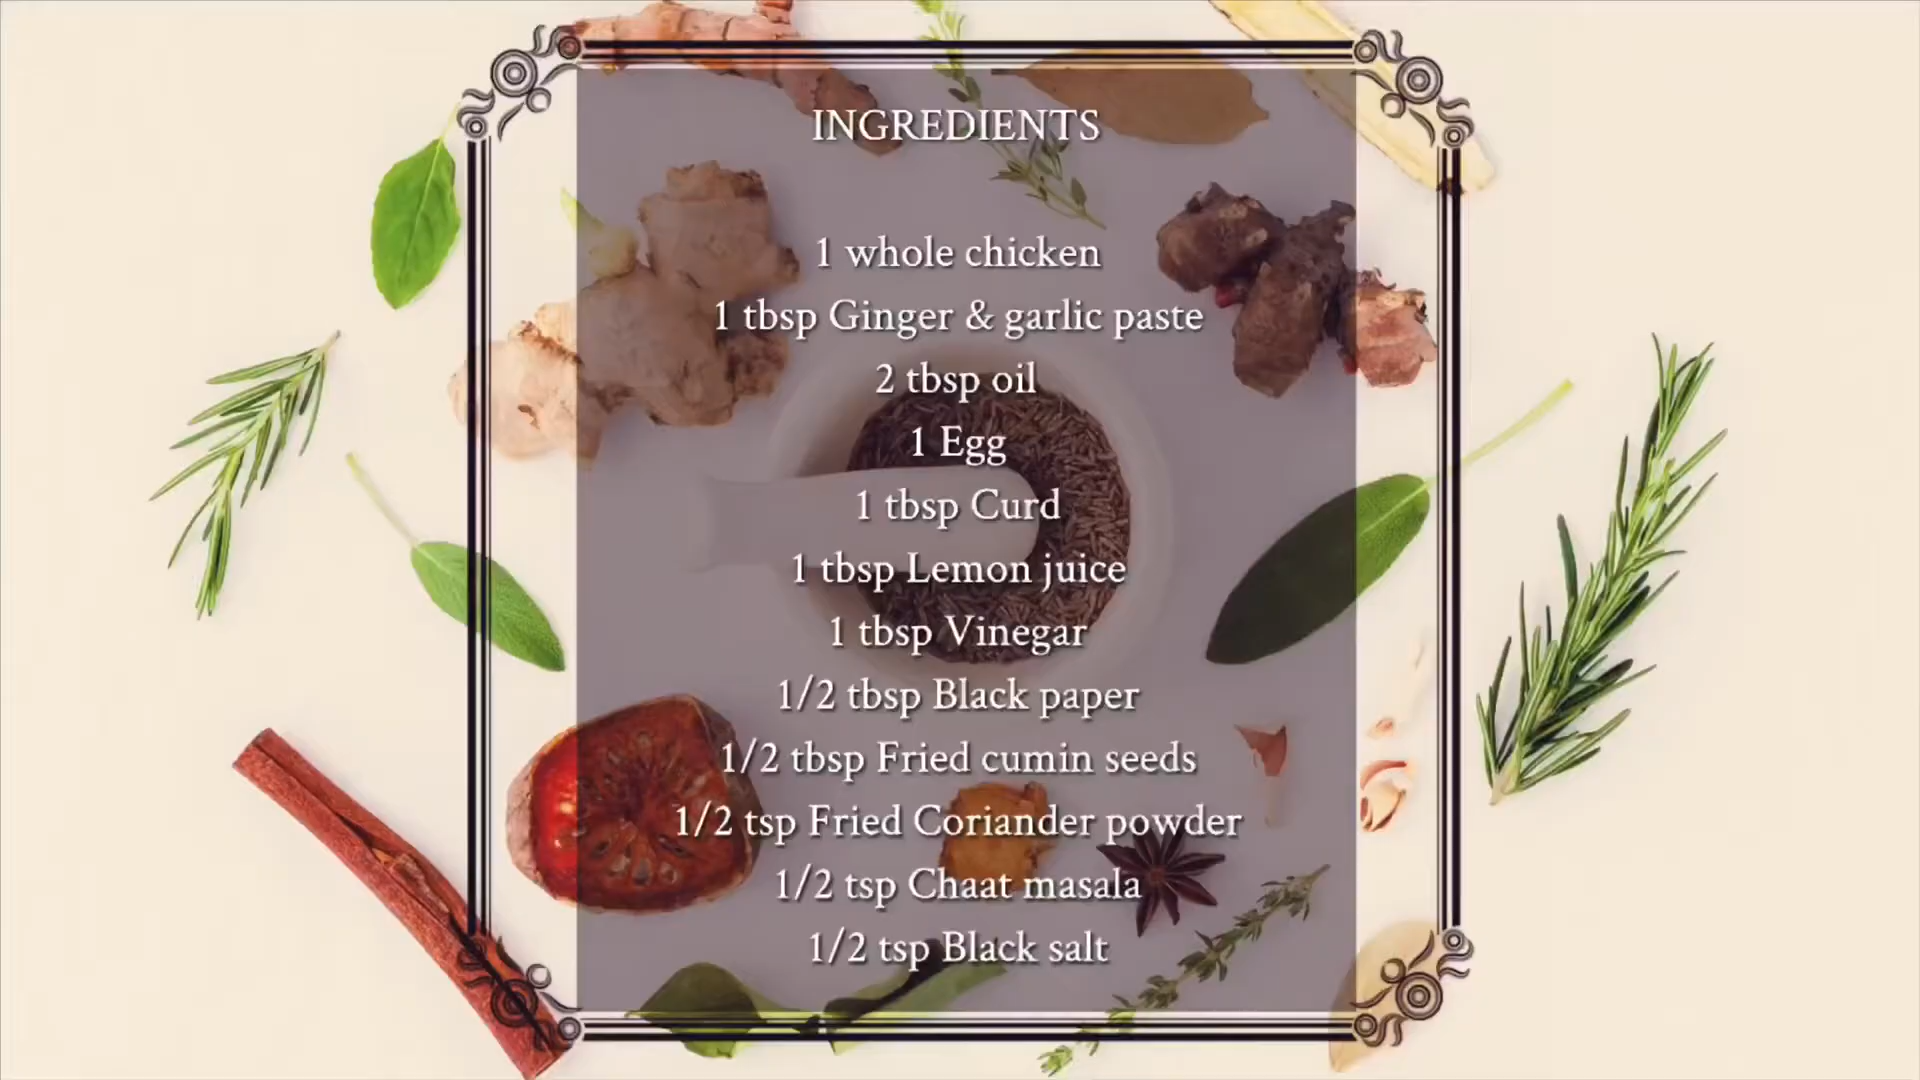 INGREDIENTS
1 whole chicken
1 tbsp Ginger & garlic paste
2 tbsp oil
1 Egg
1 tbsp Curd
1 tbsp Lemon juice
1 tbsp Vinegar
1/2 tbsp Black paper
1/2 tbsp Fried cumin seeds
1/2 tsp Fried Coriander powder
1/2 tsp Chaat masala
1/2 tsp Black salt